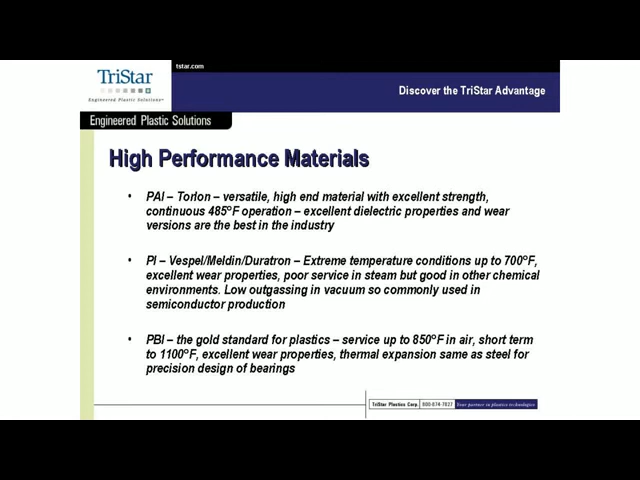 tstar.com
TriStar
Engineered Plastic Solutions
Discover the TriStar Advantage
Engineered Plastic Solutions
High Performance Materials
• PAI – Torlon – versatile, high end material with excellent strength,
continuous 485°F operation – excellent dielectric properties and wear
versions are the best in the industry
• PI – Vespel/Meldin/Duratron – Extreme temperature conditions up to 700°F,
excellent wear properties, poor service in steam but good in other chemical
environments. Low outgassing in vacuum so commonly used in
semiconductor production
• PBI – the gold standard for plastics – service up to 850°F in air, short term
to 1100°F, excellent wear properties, thermal expansion same as steel for
precision design of bearings
TriStar Plastics Corp. 800-874-7827 Your partner in plastics technologies